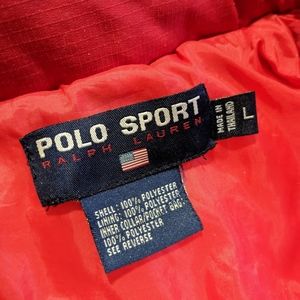 POLO SPORT
RALPH LAUREN
MADE IN
THAILAND
L
SHELL: 100% POLYESTER
LINING: 100% POLYESTER
INNER COLLAR/POCKET BAG:
100% POLYESTER
SEE REVERSE